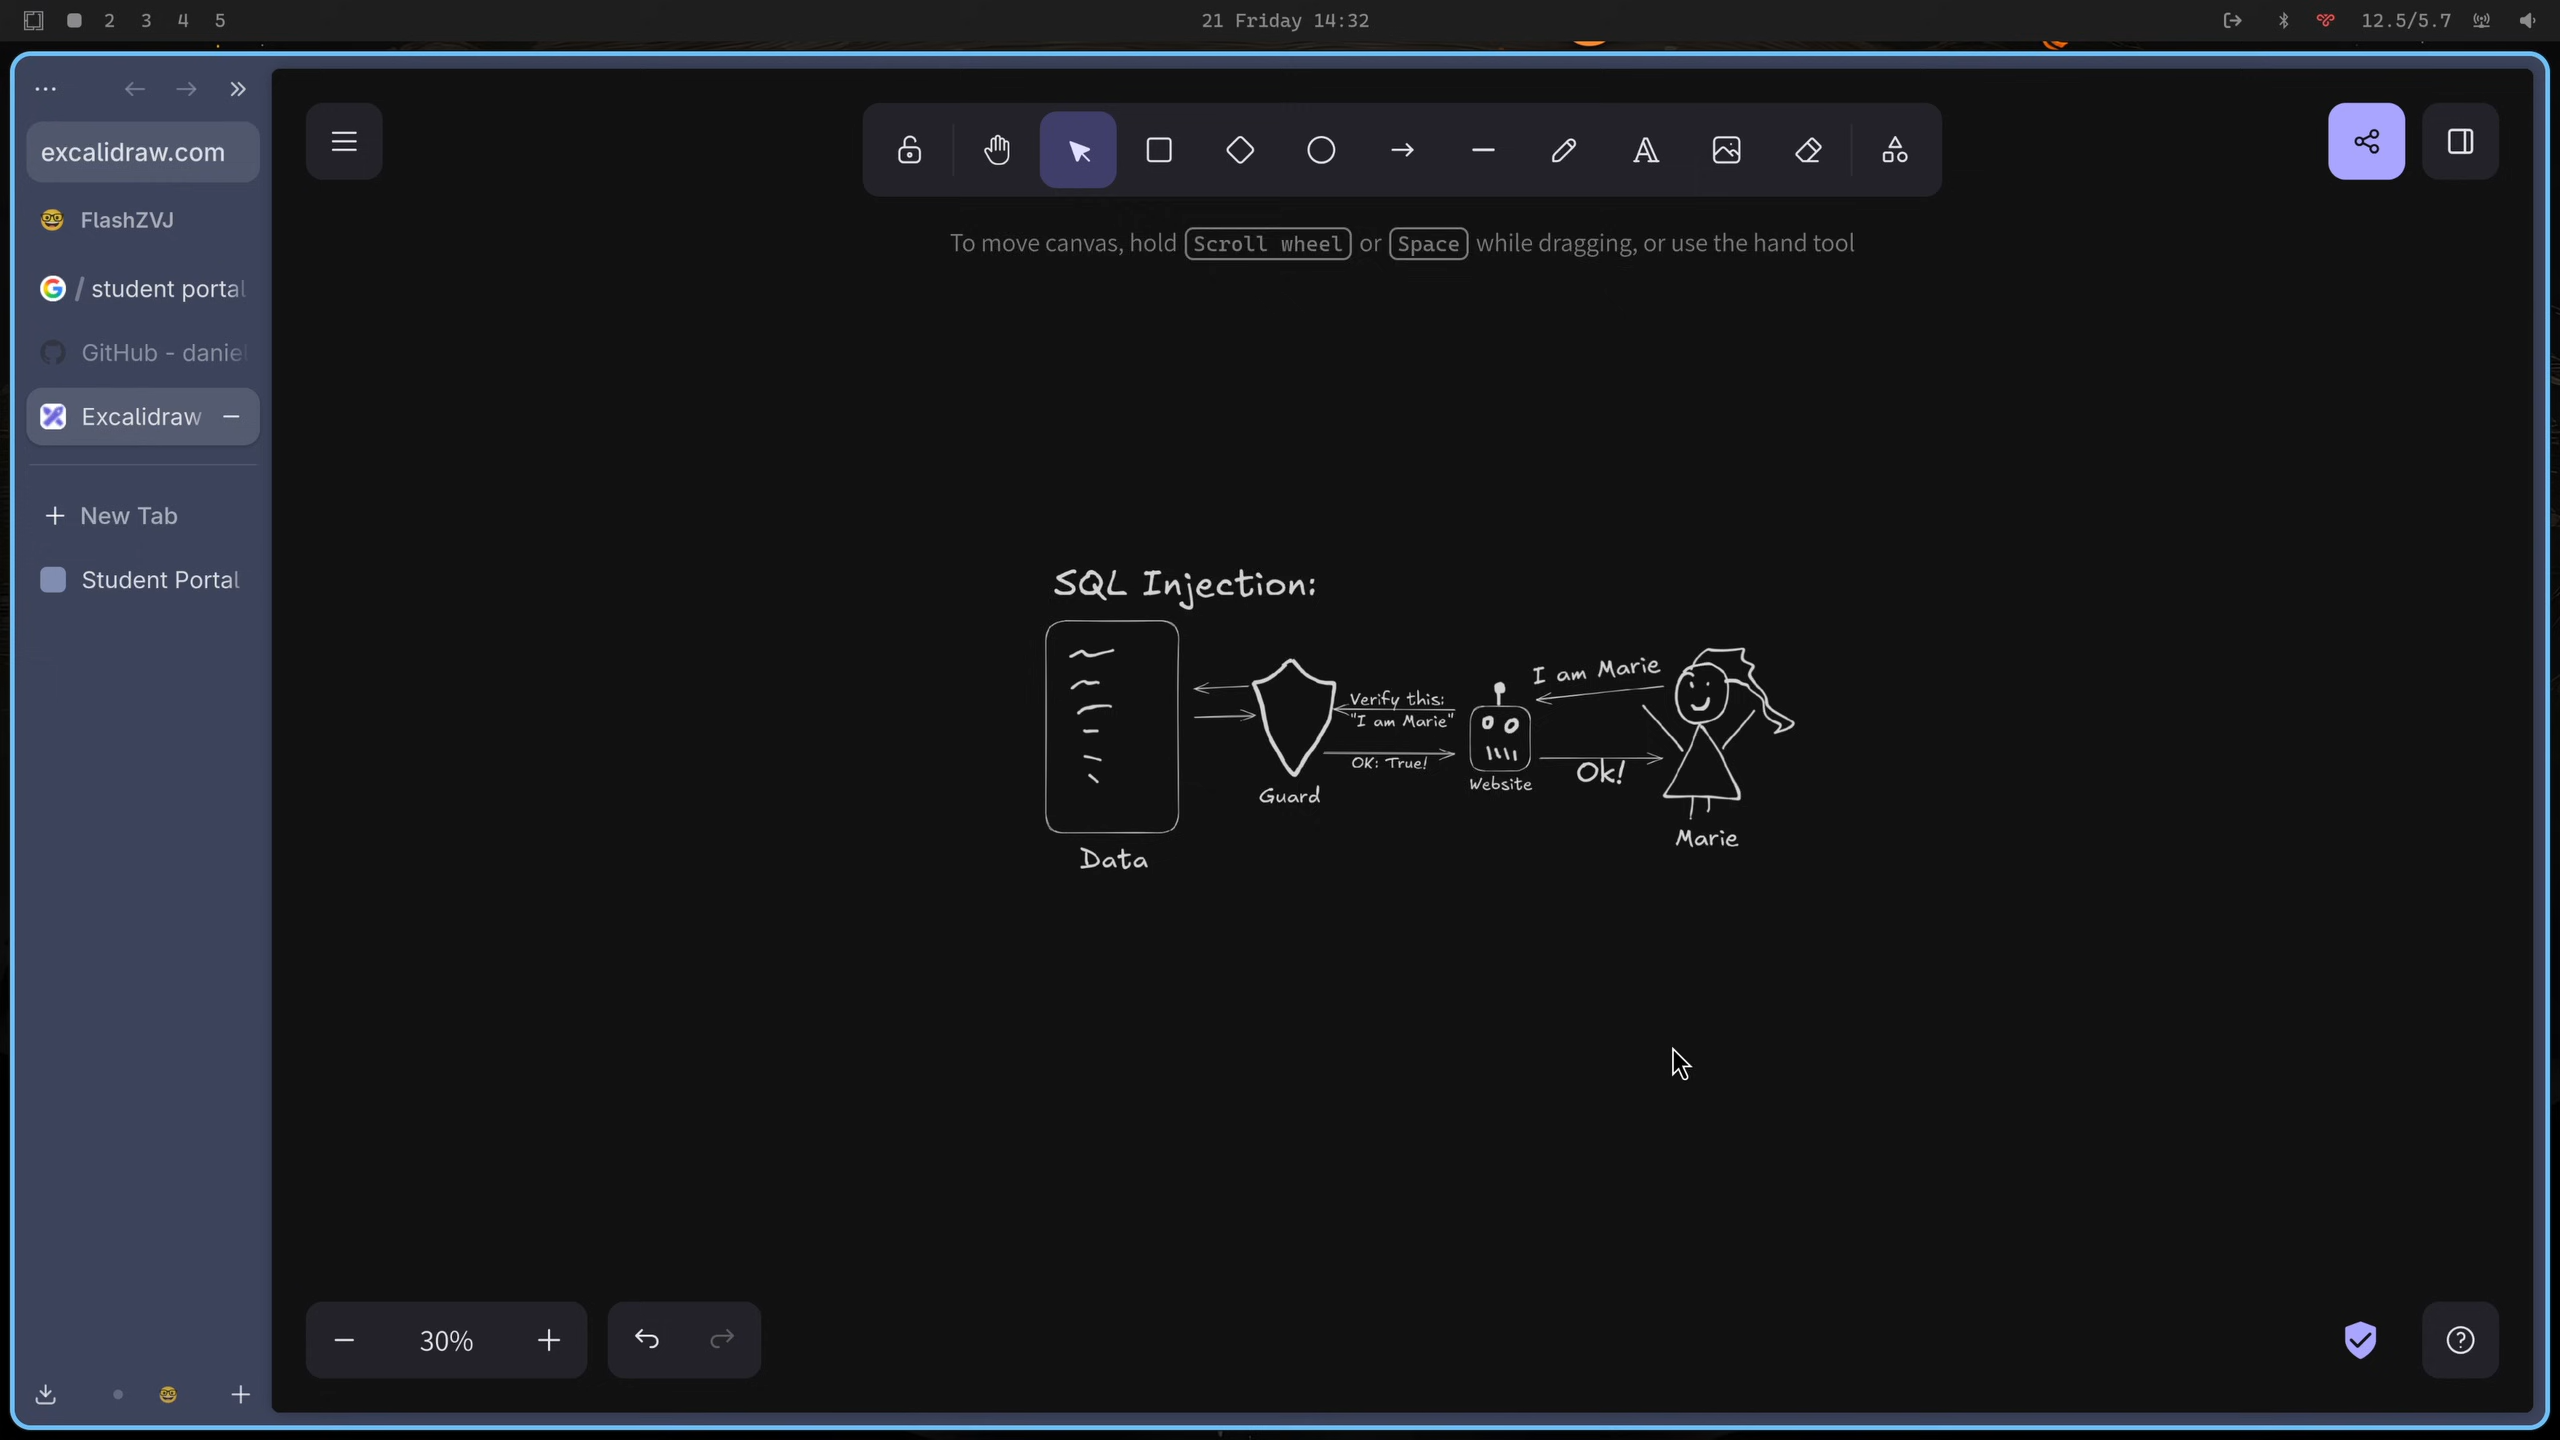 2 3 4 5
21 Friday 14:32
12.5/5.7
excalidraw.com
FlashZVJ
/ student portal
GitHub - daniel
Excalidraw
New Tab
Student Portal
To move canvas, hold Scroll wheel or Space while dragging, or use the hand tool
SQL Injection:
I am Marie
Verify this:
"I am Marie"
OK: True!
Ok!
Website
Guard
Marie
Data
30%